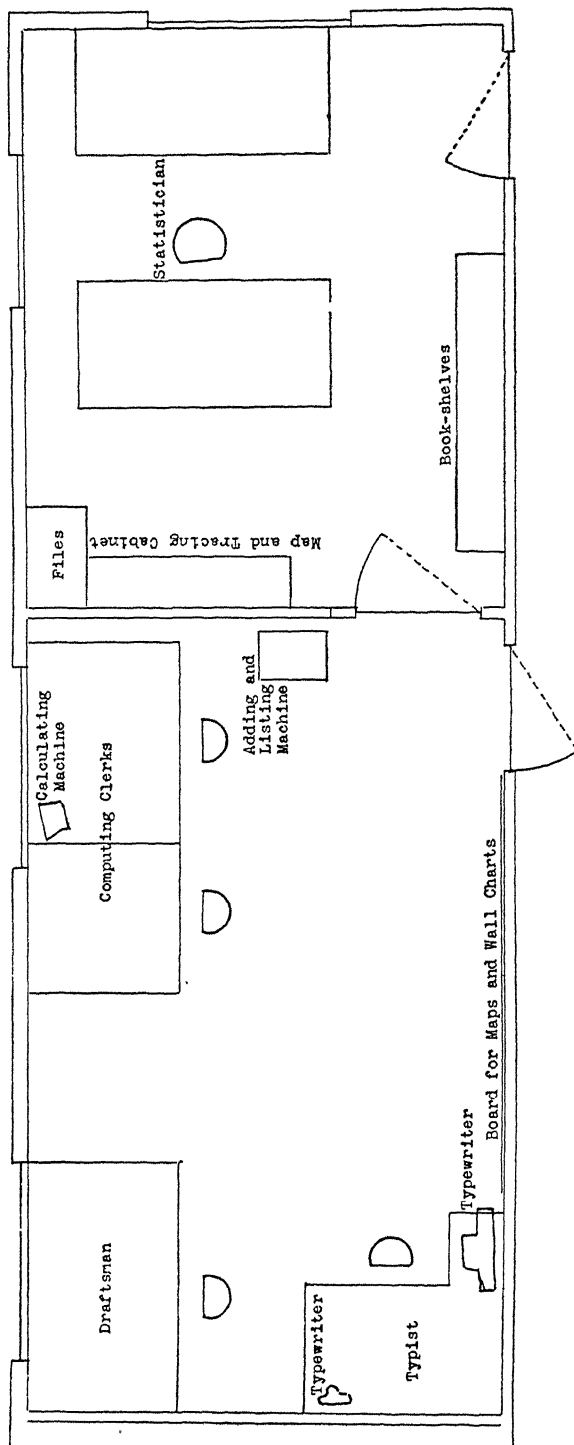 Draftsman
Typewriter
Typist
Typewriter
Board for Maps and Wall Charts
Computing Clerks
Calculating
Machine
Adding and
Listing
Machine
Files
Map and Tracing Cabinet
Book-shelves
Statistician